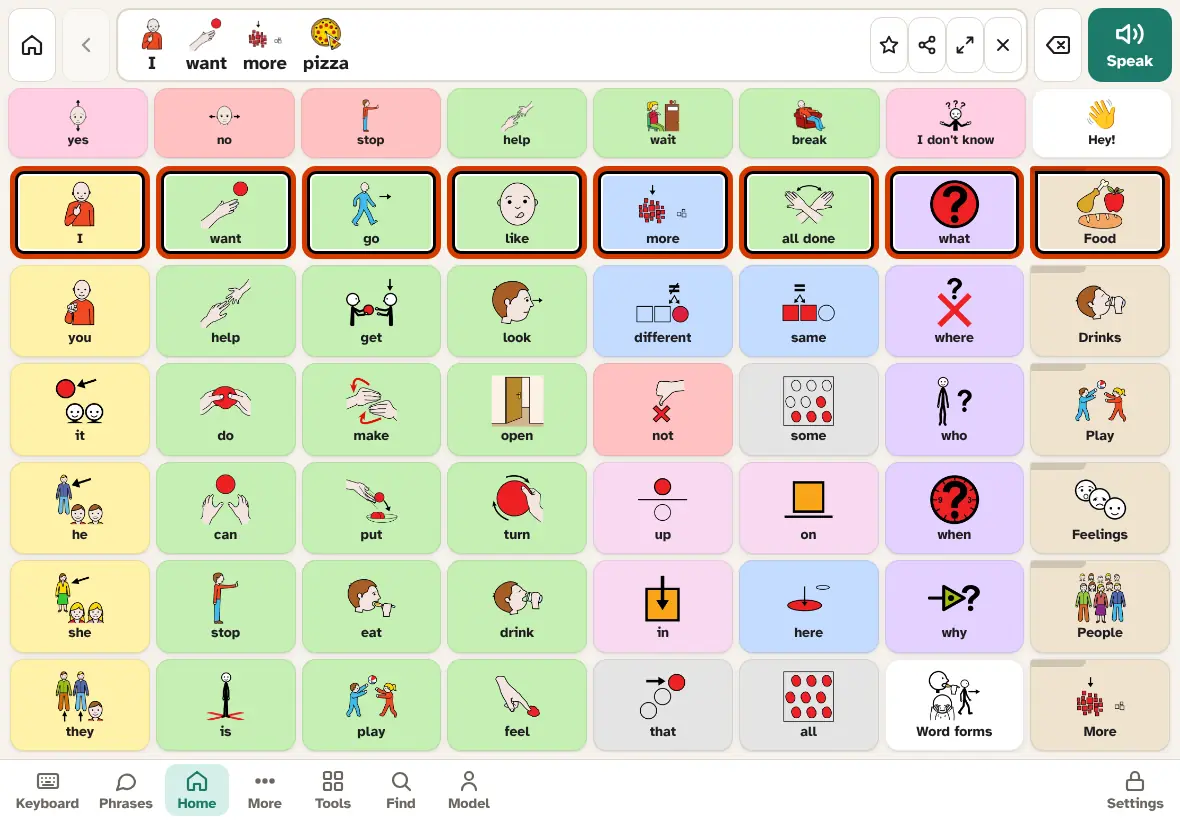 I want more pizza
Speak
yes no stop help wait break I don't know Hey!
I want go like more all done what Food
you help get look different same where Drinks
it do make open not some who Play
he can put turn up on when Feelings
she stop eat drink in here why People
they is play feel that all Word forms More
Keyboard Phrases Home More Tools Find Model Settings